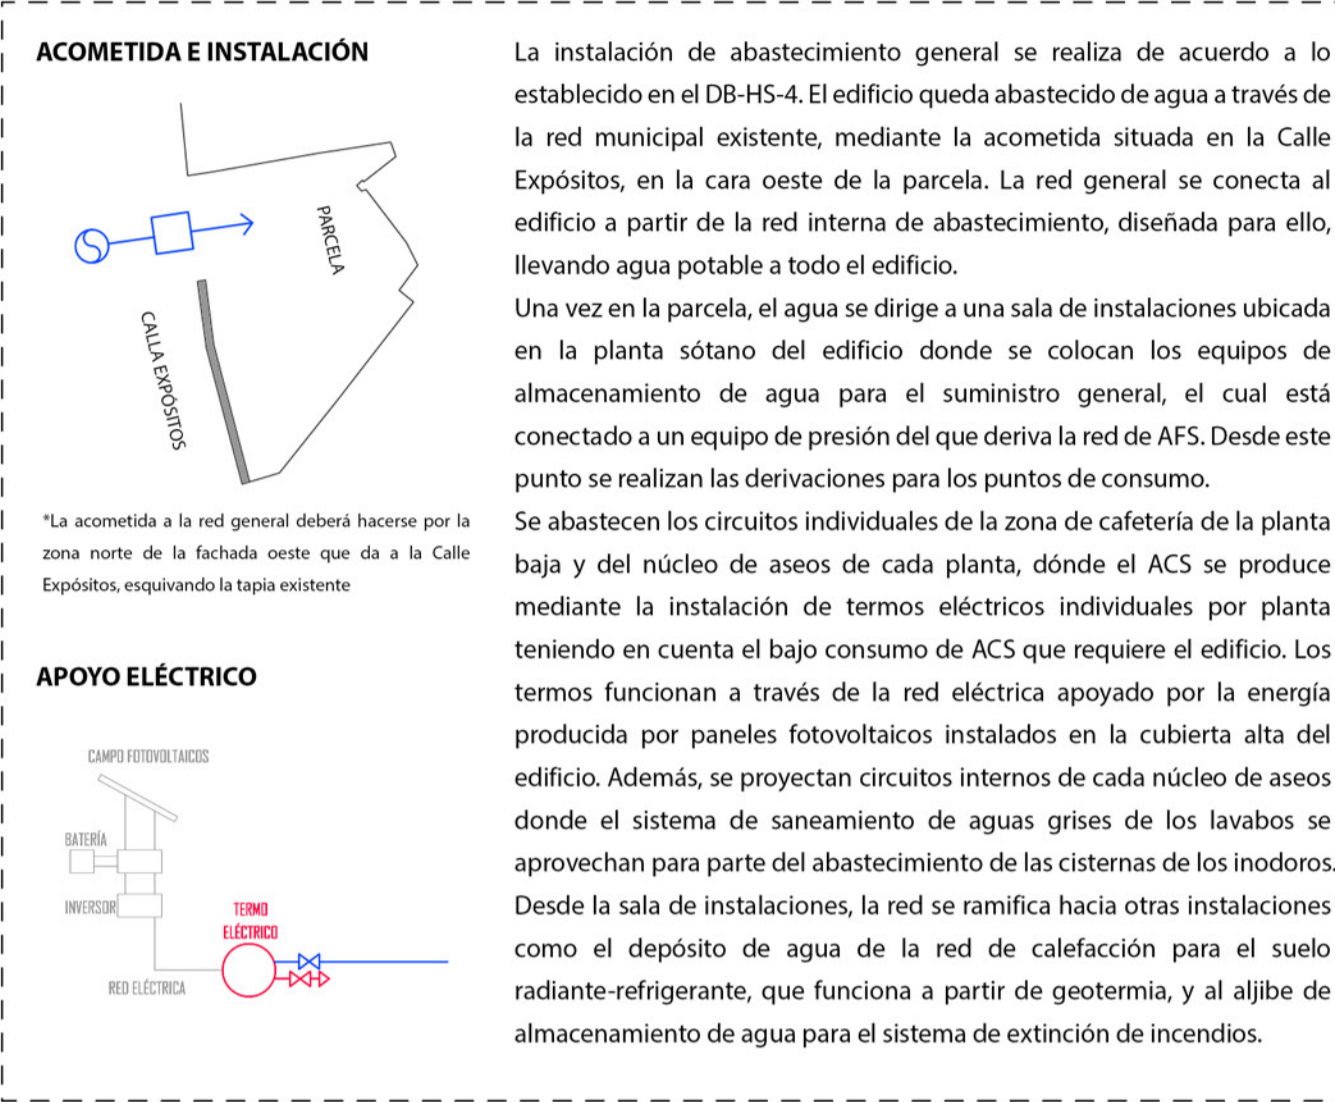 ACOMETIDA E INSTALACIÓN
PARCELA
CALLA EXPÓSITOS
*La acometida a la red general deberá hacerse por la
zona norte de la fachada oeste que da a la Calle
Expósitos, esquivando la tapia existente
APOYO ELÉCTRICO
CAMPO FOTOVOLTAICOS
BATERÍA
INVERSOR
TERMO
ELÉCTRICO
RED ELÉCTRICA
La instalación de abastecimiento general se realiza de acuerdo a lo
establecido en el DB-HS-4. El edificio queda abastecido de agua a través de
la red municipal existente, mediante la acometida situada en la Calle
Expósitos, en la cara oeste de la parcela. La red general se conecta al
edificio a partir de la red interna de abastecimiento, diseñada para ello,
llevando agua potable a todo el edificio.
Una vez en la parcela, el agua se dirige a una sala de instalaciones ubicada
en la planta sótano del edificio donde se colocan los equipos de
almacenamiento de agua para el suministro general, el cual está
conectado a un equipo de presión del que deriva la red de AFS. Desde este
punto se realizan las derivaciones para los puntos de consumo.
Se abastecen los circuitos individuales de la zona de cafetería de la planta
baja y del núcleo de aseos de cada planta, dónde el ACS se produce
mediante la instalación de termos eléctricos individuales por planta
teniendo en cuenta el bajo consumo de ACS que requiere el edificio. Los
termos funcionan a través de la red eléctrica apoyado por la energía
producida por paneles fotovoltaicos instalados en la cubierta alta del
edificio. Además, se proyectan circuitos internos de cada núcleo de aseos
donde el sistema de saneamiento de aguas grises de los lavabos se
aprovechan para parte del abastecimiento de las cisternas de los inodoros.
Desde la sala de instalaciones, la red se ramifica hacia otras instalaciones
como el depósito de agua de la red de calefacción para el suelo
radiante-refrigerante, que funciona a partir de geotermia, y al aljibe de
almacenamiento de agua para el sistema de extinción de incendios.